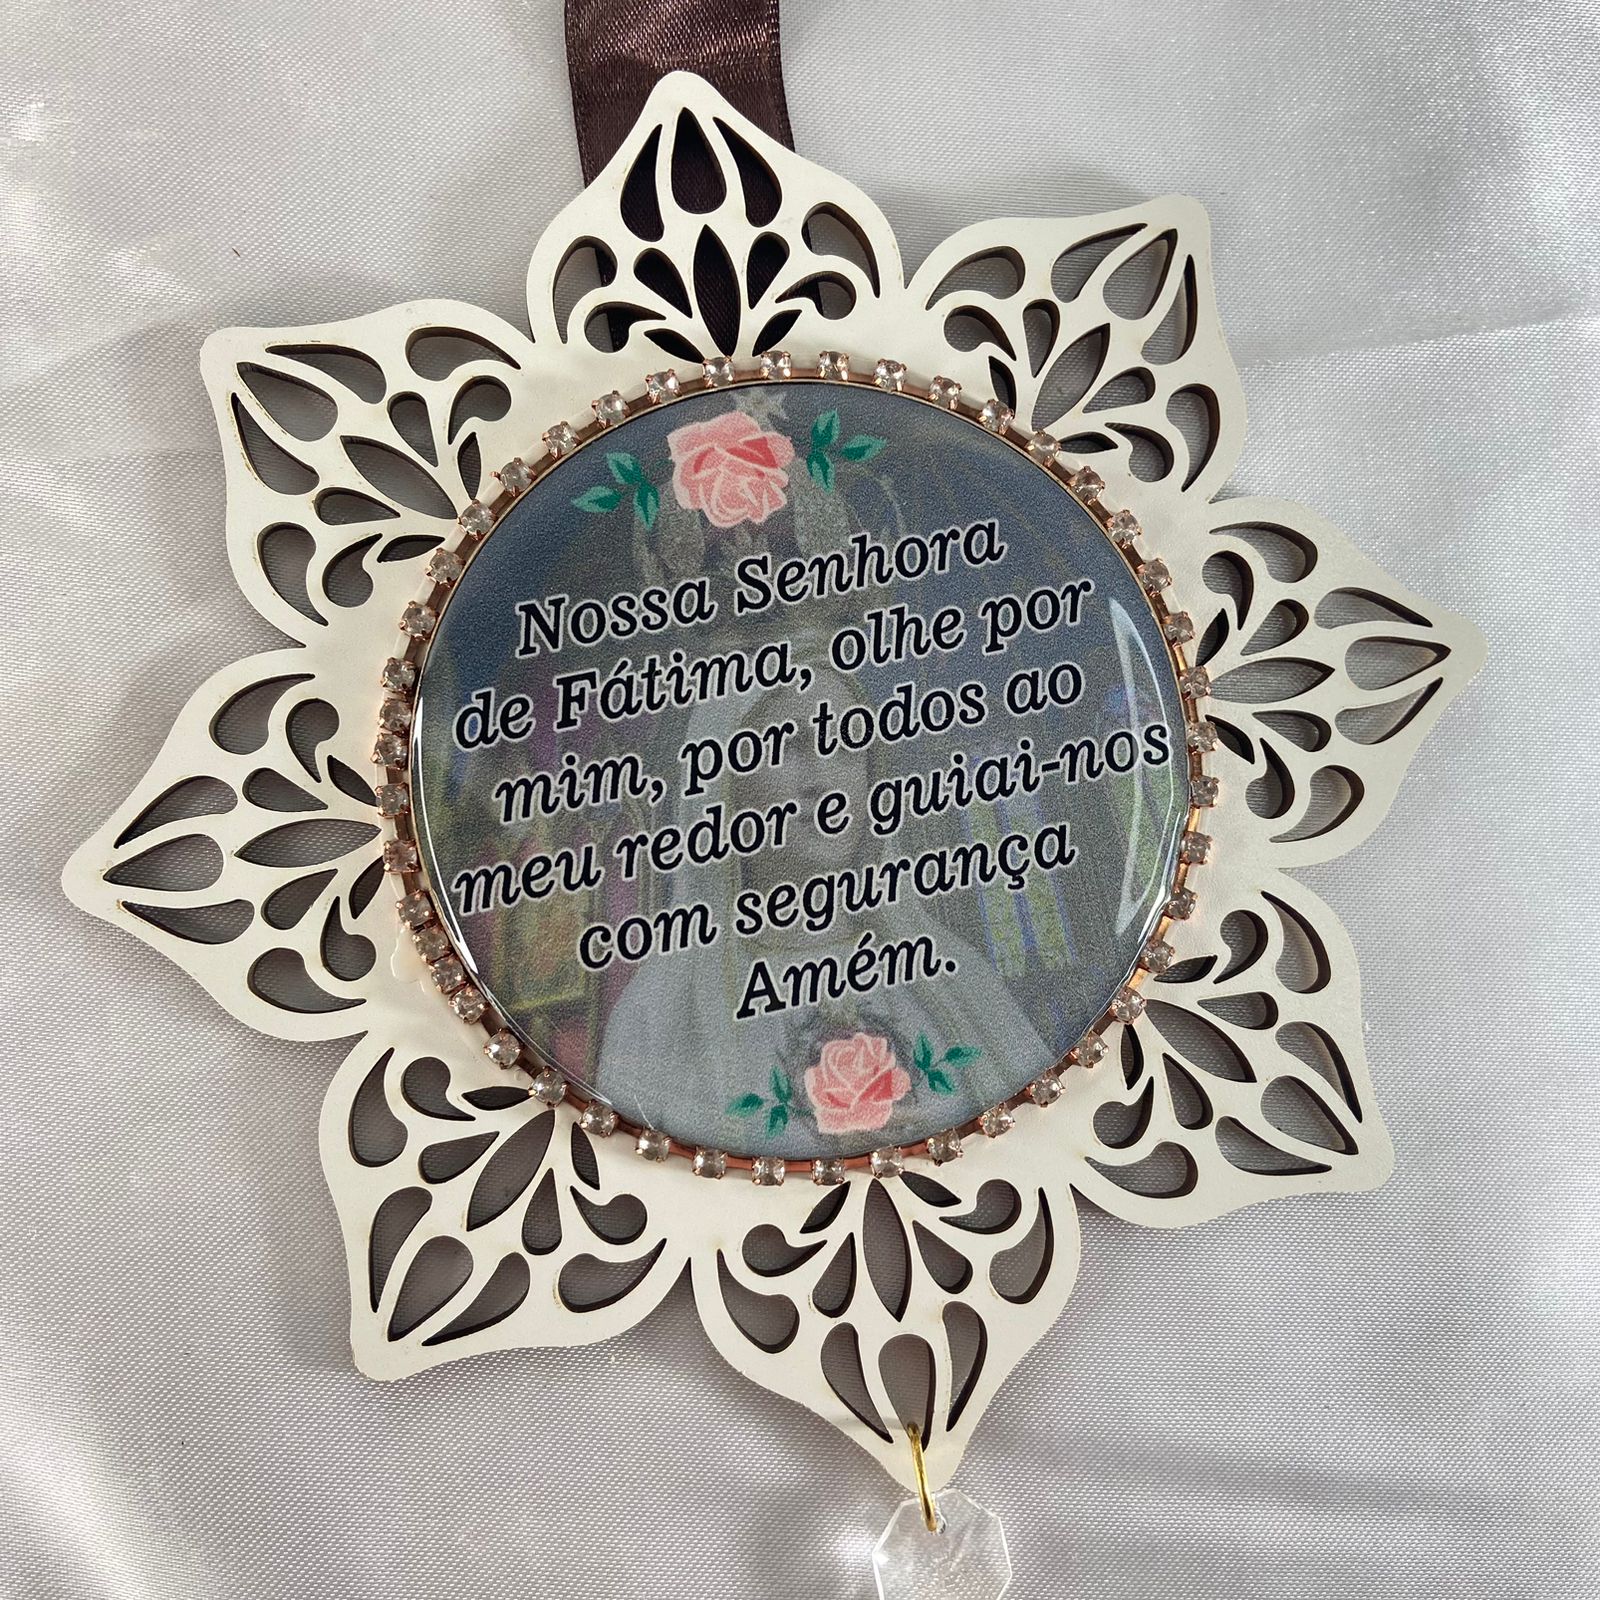 Nossa Senhora
de Fátima, olhe por
mim, por todos ao
meu redor e guiai-nos
com segurança
Amém.